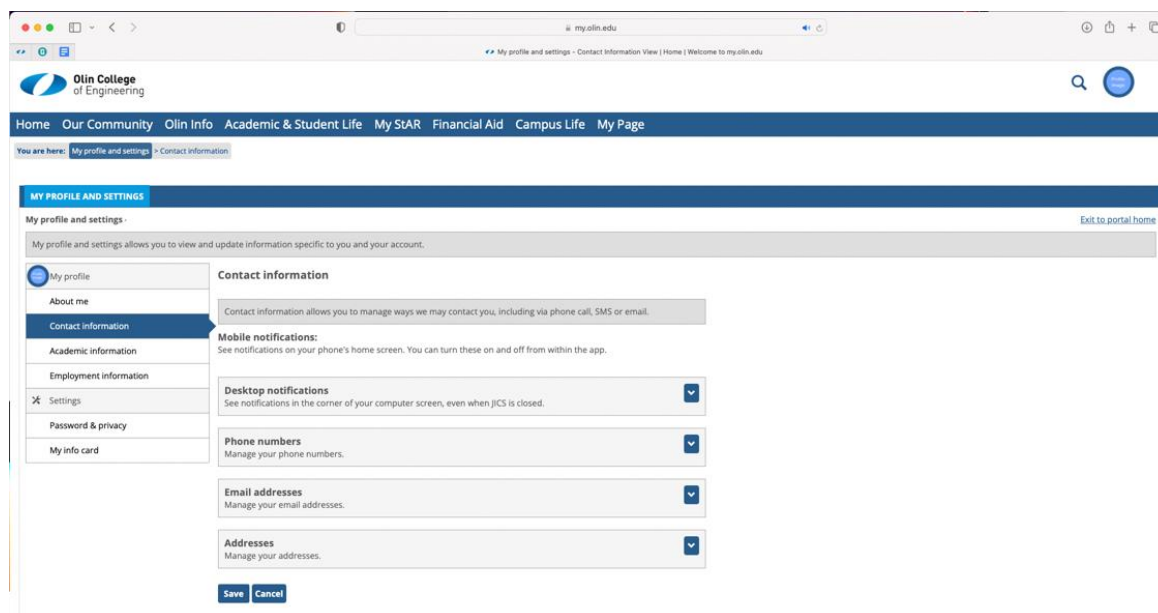 my.olin.edu
My profile and settings – Contact Information View | Home | Welcome to my.olin.edu
Olin College
of Engineering
Home Our Community Olin Info Academic & Student Life My StAR Financial Aid Campus Life My Page
You are here: My profile and settings > Contact information
MY PROFILE AND SETTINGS
My profile and settings -
Exit to portal home
My profile and settings allows you to view and update information specific to you and your account.
My profile
About me
Contact information
Academic information
Employment information
Settings
Password & privacy
My info card
Contact information
Contact information allows you to manage ways we may contact you, including via phone call, SMS or email.
Mobile notifications:
See notifications on your phone's home screen. You can turn these on and off from within the app.
Desktop notifications
See notifications in the corner of your computer screen, even when JICS is closed.
Phone numbers
Manage your phone numbers.
Email addresses
Manage your email addresses.
Addresses
Manage your addresses.
Save Cancel